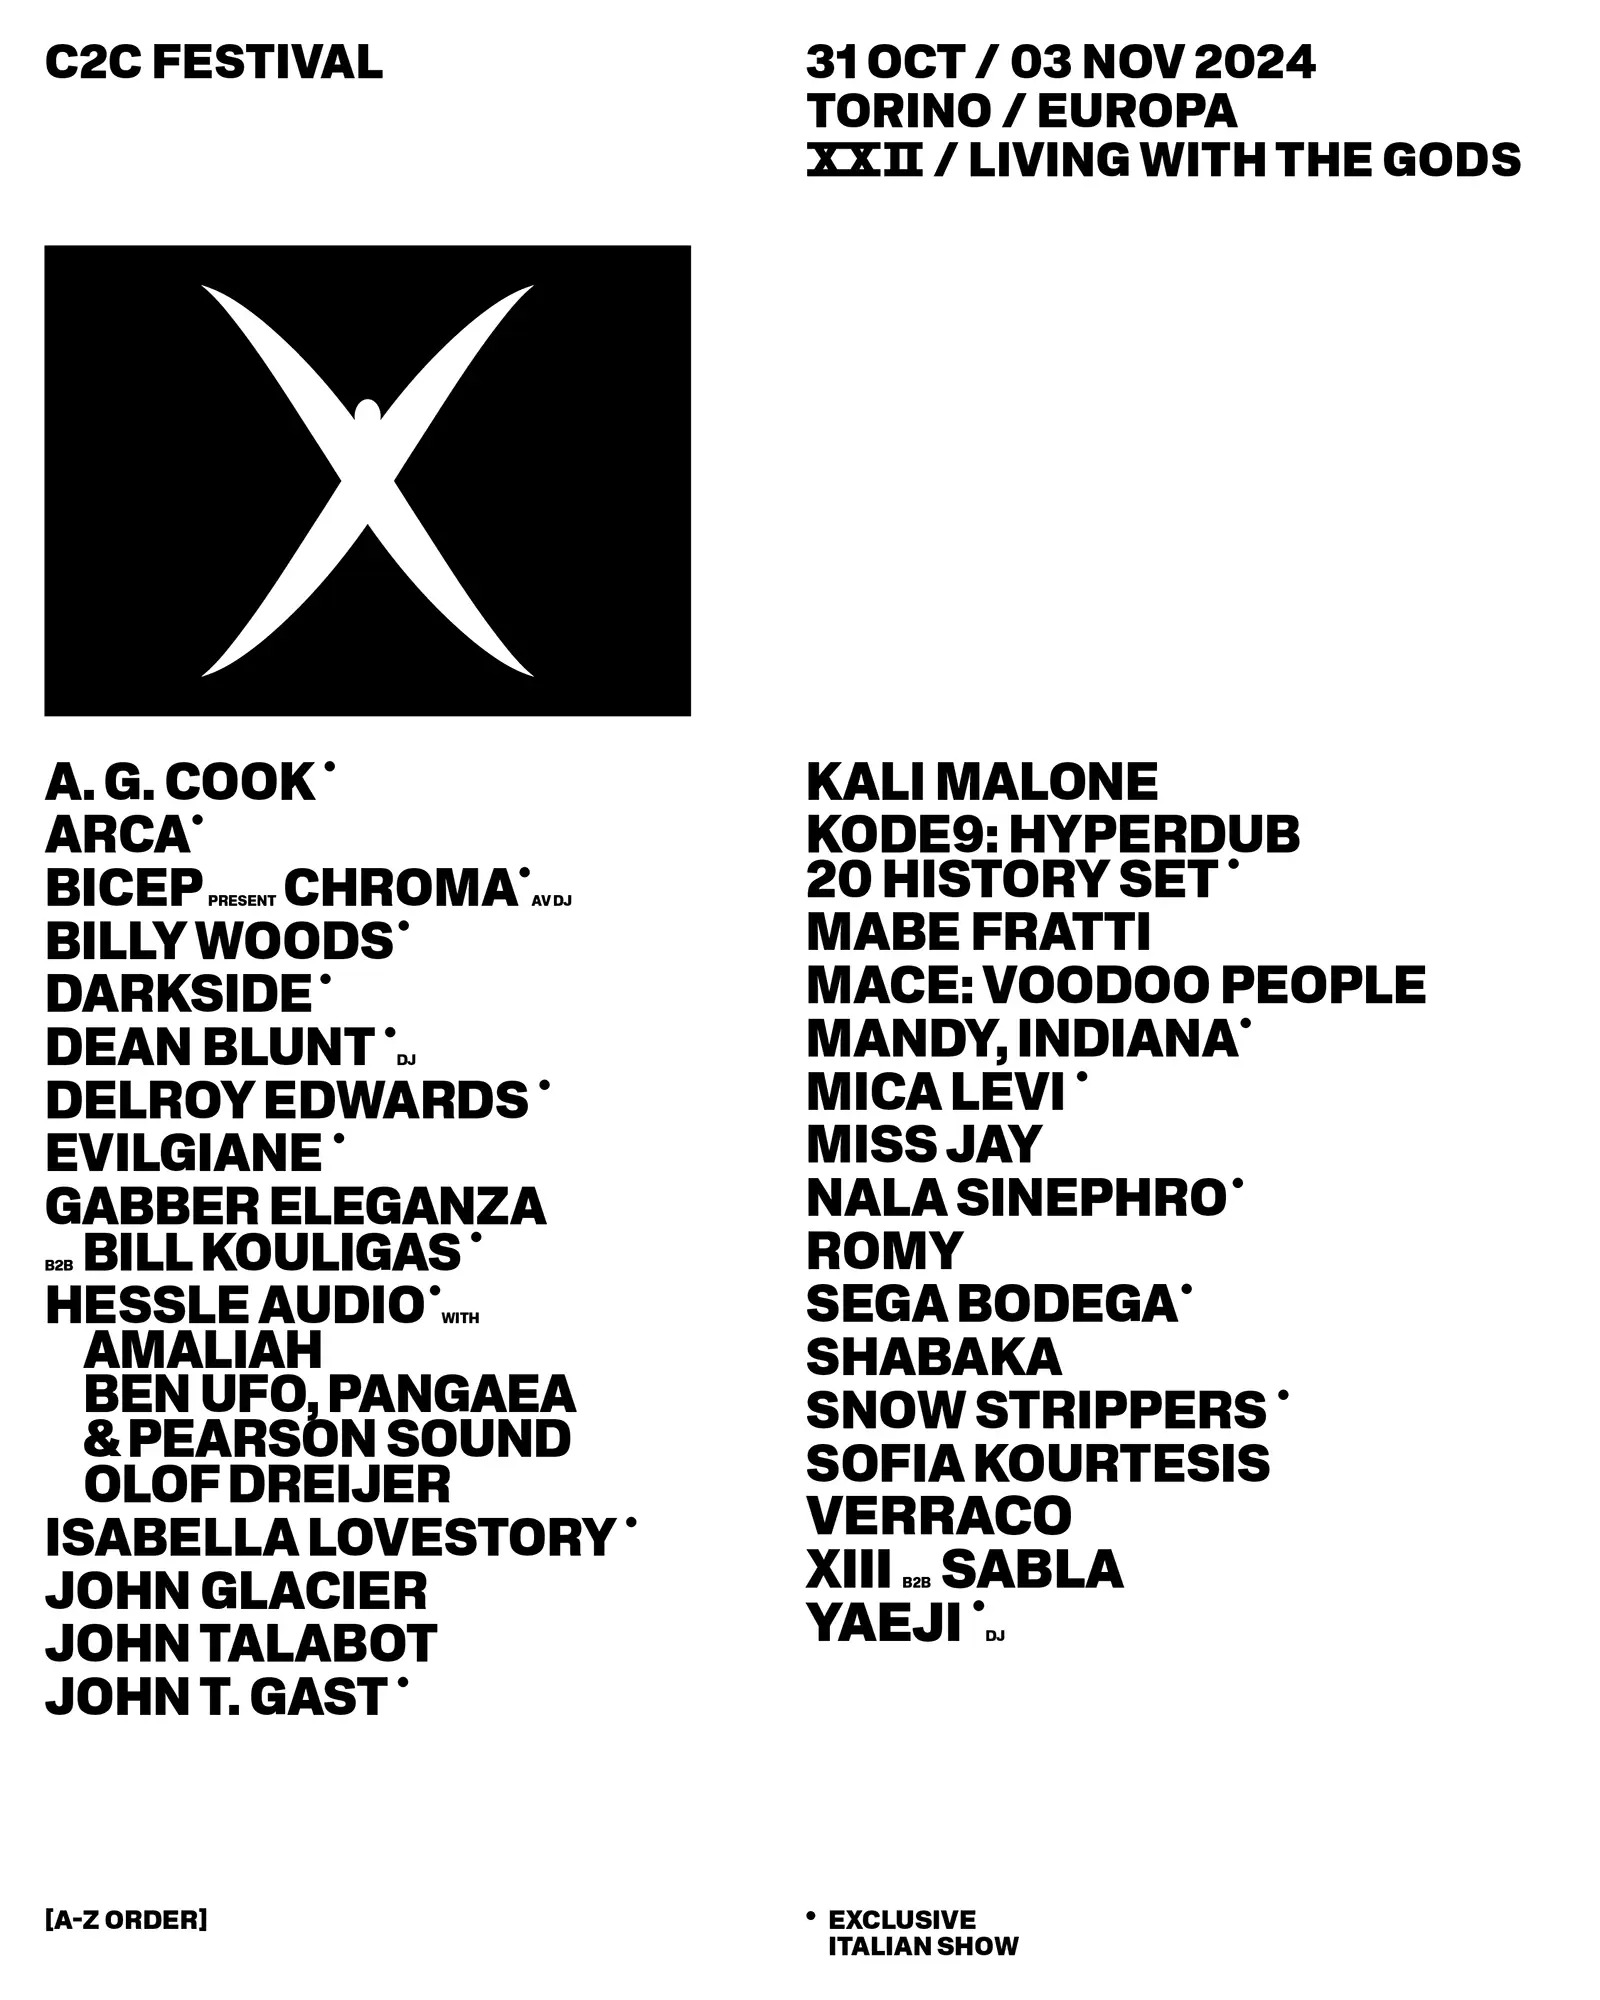 C2C FESTIVAL
31 OCT / 03 NOV 2024
TORINO / EUROPA
XXII / LIVING WITH THE GODS
A. G. COOK •
ARCA •
BICEP PRESENT CHROMA • AV DJ
BILLY WOODS •
DARKSIDE •
DEAN BLUNT • DJ
DELROY EDWARDS •
EVILGIANE •
GABBER ELEGANZA
B2B BILL KOULIGAS •
HESSLE AUDIO • WITH
AMALIAH
BEN UFO, PANGAEA
& PEARSON SOUND
OLOF DREIJER
ISABELLA LOVESTORY •
JOHN GLACIER
JOHN TALABOT
JOHN T. GAST •
KALI MALONE
KODE9: HYPERDUB
20 HISTORY SET •
MABE FRATTI
MACE: VOODOO PEOPLE
MANDY, INDIANA •
MICA LEVI •
MISS JAY
NALA SINEPHRO •
ROMY
SEGA BODEGA •
SHABAKA
SNOW STRIPPERS •
SOFIA KOURTESIS
VERRACO
XIII B2B SABLA
YAEJI • DJ
[A-Z ORDER]
• EXCLUSIVE
ITALIAN SHOW